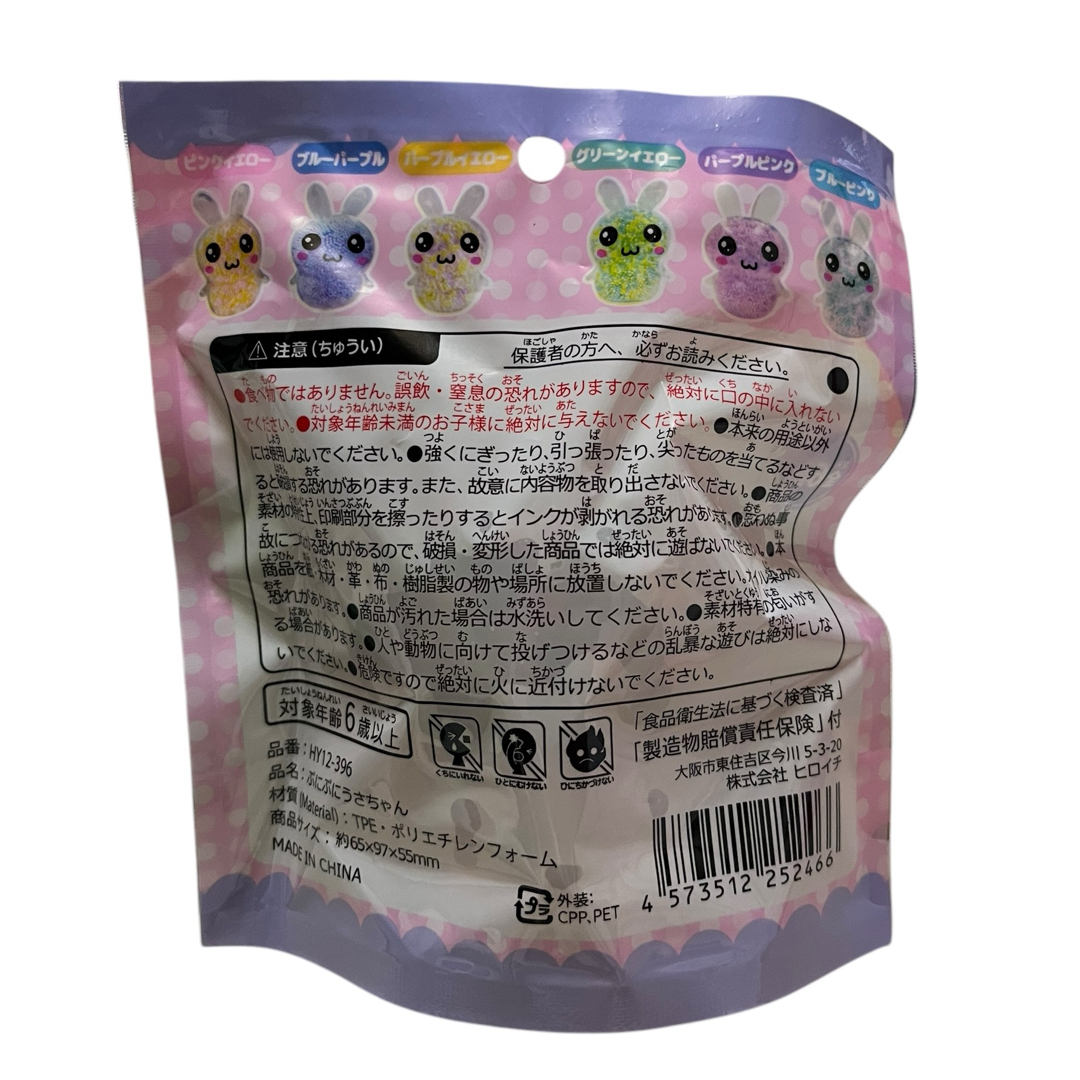 ピンクイエロー
ブルーパープル
パープルイエロー
グリーンイエロー
パープルピンク
ブルーピンク
⚠ 注意(ちゅうい)
保護者の方へ、必ずお読みください。
●食べ物ではありません。誤飲・窒息の恐れがありますので、絶対に口の中に入れない
でください。●対象年齢未満のお子様に絶対に与えないでください。●本来の用途以外
には使用しないでください。●強くにぎったり、引っ張ったり、尖ったものを当てるなどす
ると破損する恐れがあります。また、故意に内容物を取り出さないでください。●商品の
素材の特性上、印刷部分を擦ったりするとインクが剥がれる恐れがあります。●思わぬ事
故につながる恐れがあるので、破損・変形した商品では絶対に遊ばないでください。●本
商品を紙・木材・革・布・樹脂製の物や場所に放置しないでください。オイル染みの
恐れがあります。●商品が汚れた場合は水洗いしてください。●素材特有の匂いがす
る場合があります。●人や動物に向けて投げつけるなどの乱暴な遊びは絶対にしな
いでください。●危険ですので絶対に火に近付けないでください。
対象年齢6歳以上
くちにいれない
ひとにむけない
ひにちかづけない
「食品衛生法に基づく検査済」
「製造物賠償責任保険」付
大阪市東住吉区今川 5-3-20
株式会社 ヒロイチ
品番:HY12-396
品名:ぷにぷにうさちゃん
材質(Material):TPE・ポリエチレンフォーム
商品サイズ:約65×97×55mm
MADE IN CHINA
プラ
外装:
CPP、PET
4 573512 252466